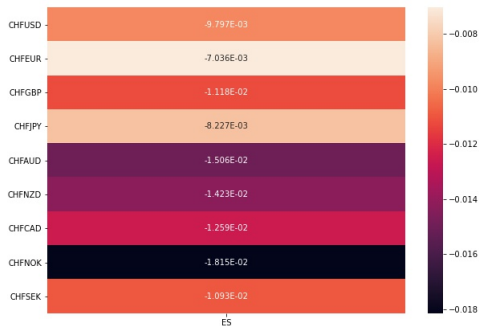 CHFUSD -9.797E-03
CHFEUR -7.036E-03
CHFGBP -1.118E-02
CHFJPY -8.227E-03
CHFAUD -1.506E-02
CHFNZD -1.423E-02
CHFCAD -1.259E-02
CHFNOK -1.815E-02
CHFSEK -1.093E-02
ES
−0.008
−0.010
−0.012
−0.014
−0.016
−0.018